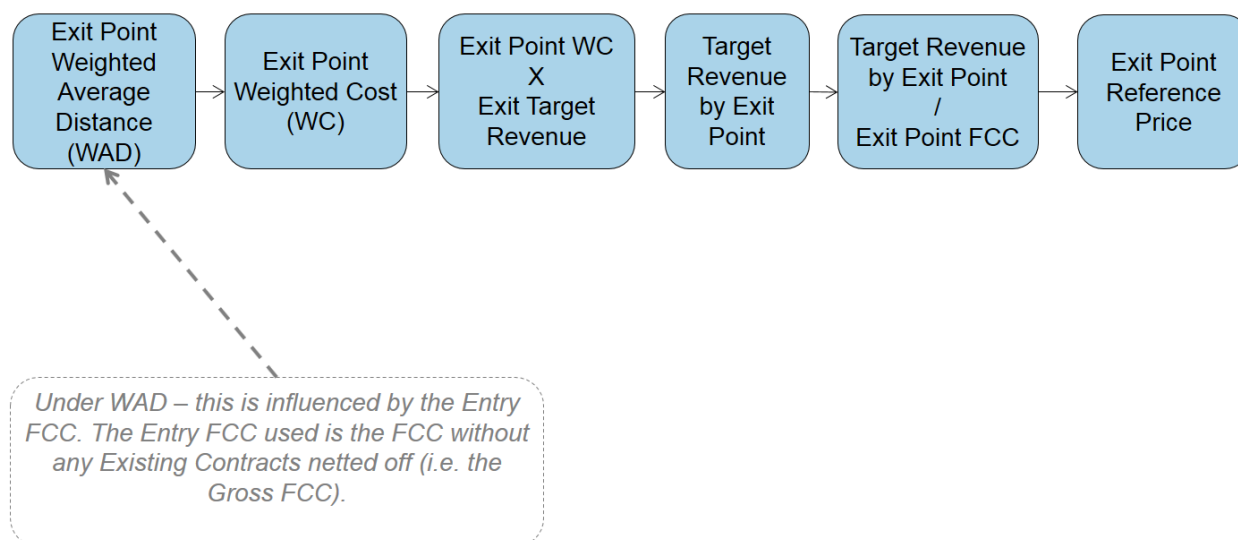 Exit Point
Weighted
Average
Distance
(WAD)
Exit Point
Weighted Cost
(WC)
Exit Point WC
X
Exit Target
Revenue
Target
Revenue
by Exit
Point
Target Revenue
by Exit Point
/
Exit Point FCC
Exit Point
Reference
Price
Under WAD – this is influenced by the Entry
FCC. The Entry FCC used is the FCC without
any Existing Contracts netted off (i.e. the
Gross FCC).